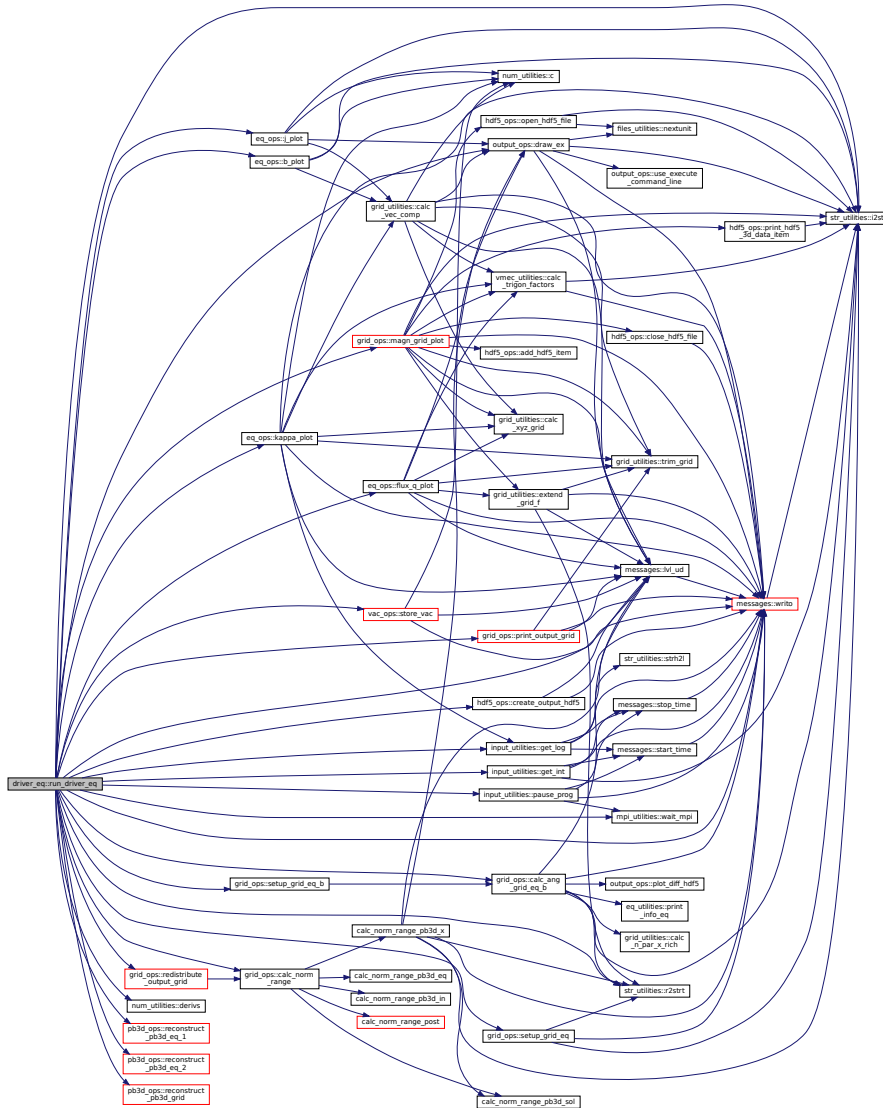 num_utilities::c
hdf5_ops::open_hdf5_file
files_utilities::nextunit
eq_ops::j_plot
output_ops::draw_ex
eq_ops::b_plot
output_ops::use_execute
_command_line
grid_utilities::calc
_vec_comp
str_utilities::i2st
hdf5_ops::print_hdf5
_3d_data_item
vmec_utilities::calc
_trigon_factors
grid_ops::magn_grid_plot
hdf5_ops::close_hdf5_file
hdf5_ops::add_hdf5_item
grid_utilities::calc
_xyz_grid
eq_ops::kappa_plot
grid_utilities::trim_grid
eq_ops::flux_q_plot
grid_utilities::extend
_grid_f
messages::lvl_ud
messages::writo
vac_ops::store_vac
grid_ops::print_output_grid
str_utilities::strh2l
hdf5_ops::create_output_hdf5
messages::stop_time
input_utilities::get_log
messages::start_time
input_utilities::get_int
driver_eq::run_driver_eq
input_utilities::pause_prog
mpi_utilities::wait_mpi
grid_ops::setup_grid_eq_b
grid_ops::calc_ang
_grid_eq_b
output_ops::plot_diff_hdf5
eq_utilities::print
_info_eq
calc_norm_range_pb3d_x
grid_utilities::calc
_n_par_x_rich
grid_ops::redistribute
_output_grid
grid_ops::calc_norm
_range
calc_norm_range_pb3d_eq
str_utilities::r2strt
calc_norm_range_pb3d_in
num_utilities::derivs
calc_norm_range_post
pb3d_ops::reconstruct
_pb3d_eq_1
grid_ops::setup_grid_eq
pb3d_ops::reconstruct
_pb3d_eq_2
pb3d_ops::reconstruct
_pb3d_grid
calc_norm_range_pb3d_sol